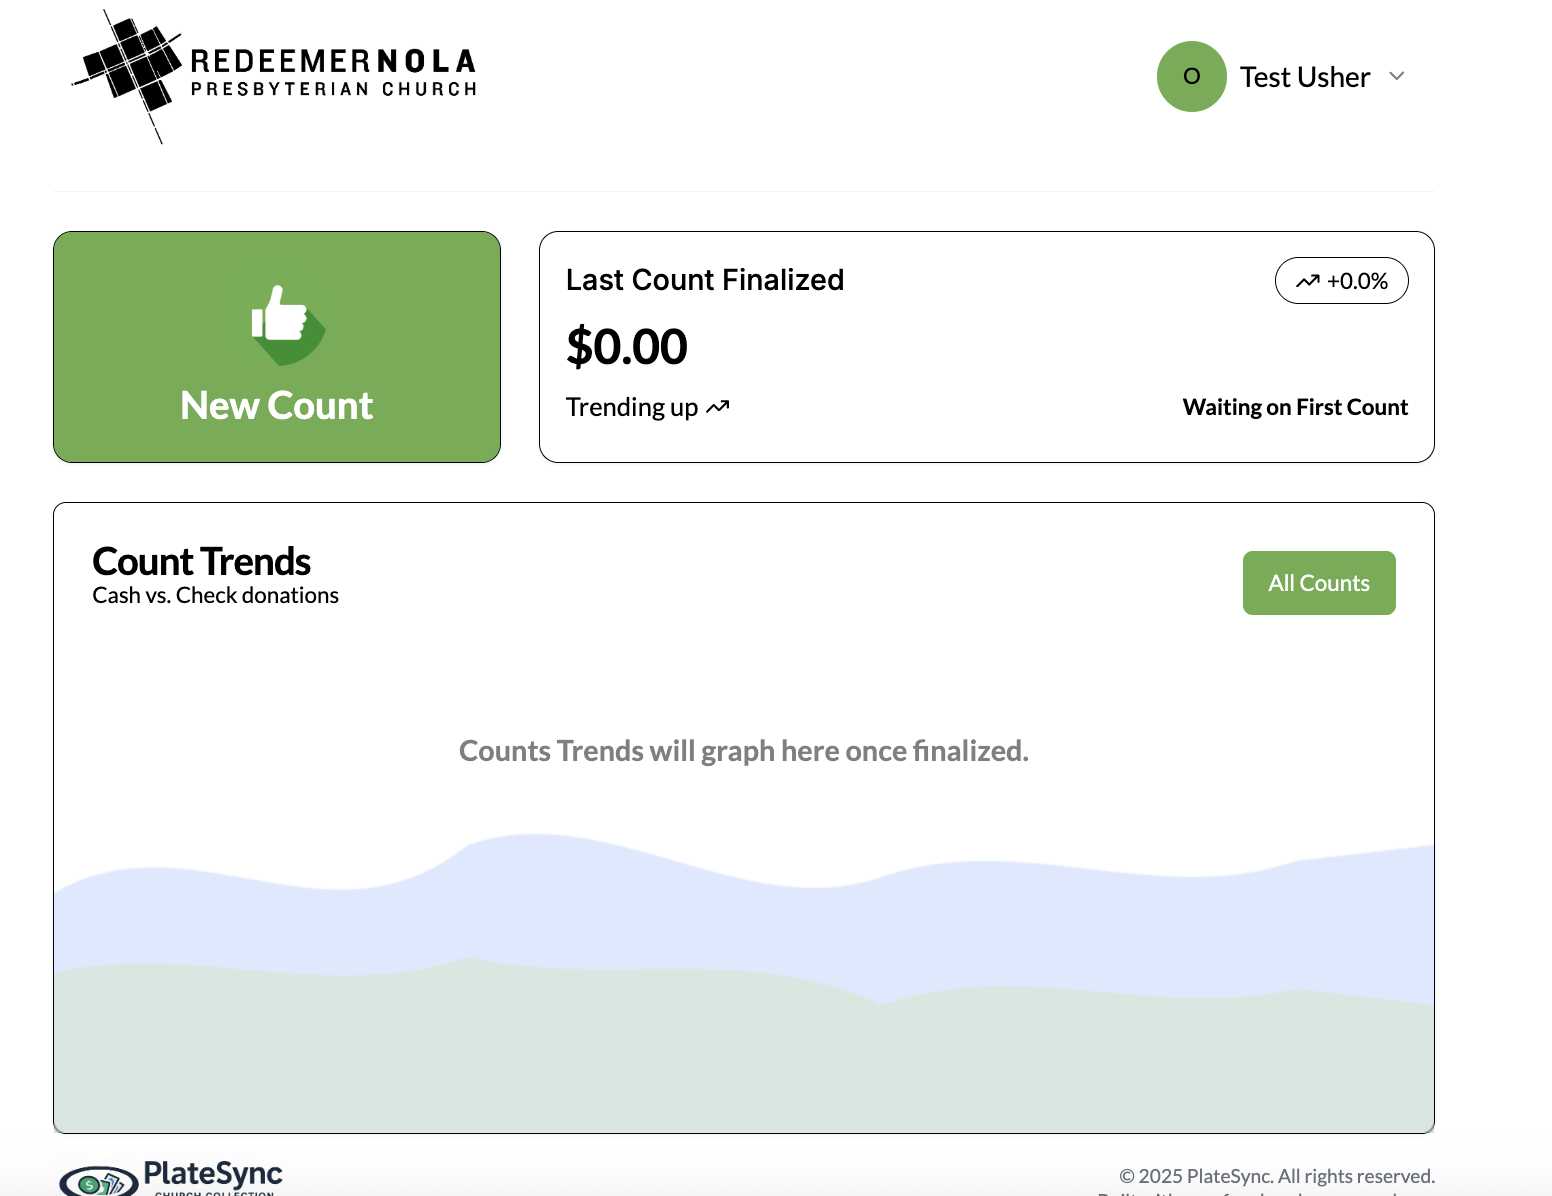 REDEEMERNOLA
PRESBYTERIAN CHURCH
O
Test Usher
New Count
Last Count Finalized
+0.0%
$0.00
Trending up
Waiting on First Count
Count Trends
Cash vs. Check donations
All Counts
Counts Trends will graph here once finalized.
PlateSync
CHURCH COLLECTION
© 2025 PlateSync. All rights reserved.